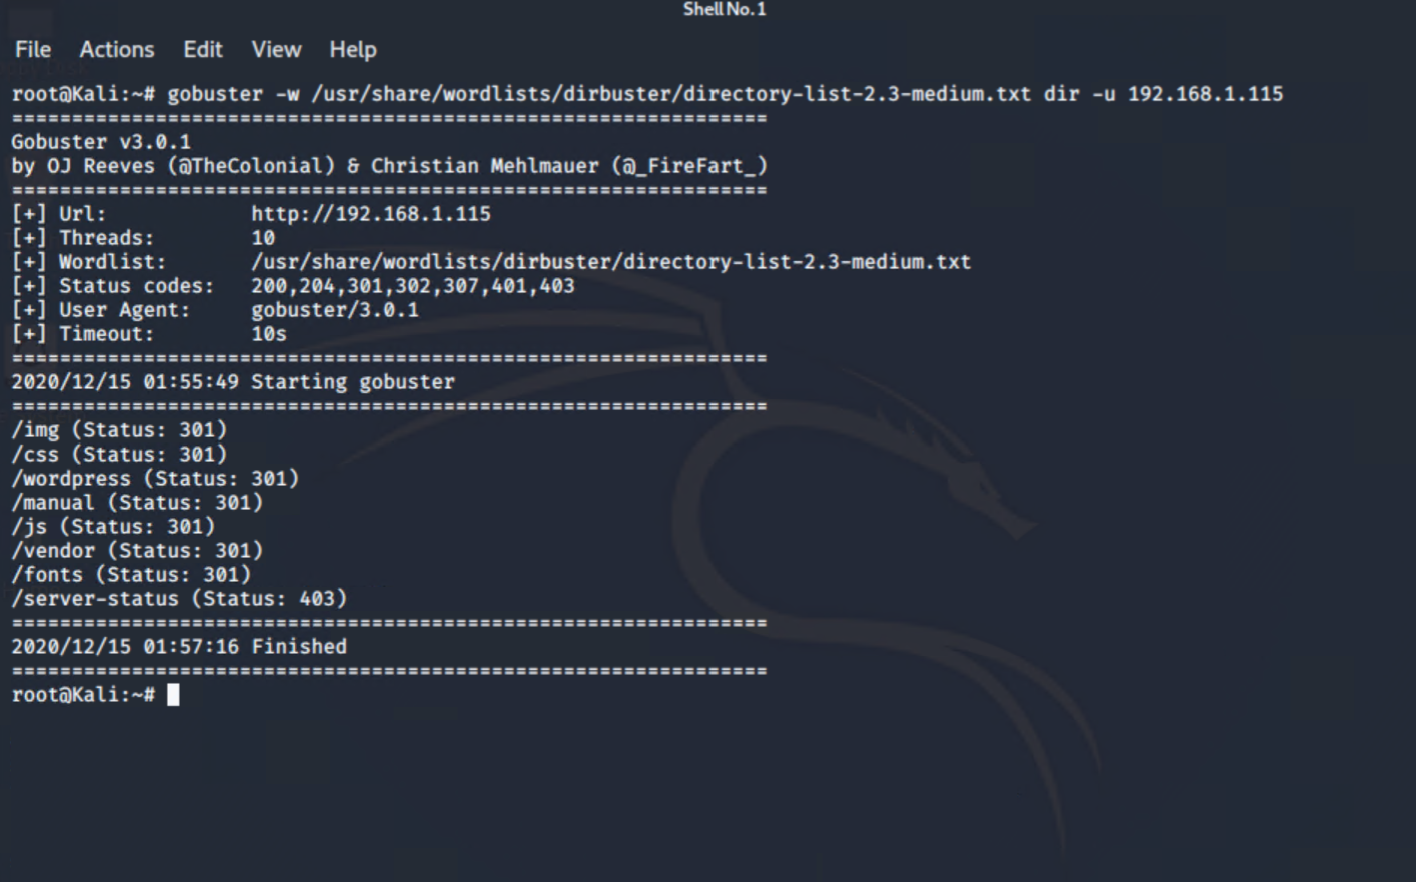 Shell No. 1
File Actions Edit View Help
root@Kali:~# gobuster -w /usr/share/wordlists/dirbuster/directory-list-2.3-medium.txt dir -u 192.168.1.115
===============================================================
Gobuster v3.0.1
by OJ Reeves (@TheColonial) & Christian Mehlmauer (@_FireFart_)
===============================================================
[+] Url:            http://192.168.1.115
[+] Threads:        10
[+] Wordlist:       /usr/share/wordlists/dirbuster/directory-list-2.3-medium.txt
[+] Status codes:   200,204,301,302,307,401,403
[+] User Agent:     gobuster/3.0.1
[+] Timeout:        10s
===============================================================
2020/12/15 01:55:49 Starting gobuster
===============================================================
/img (Status: 301)
/css (Status: 301)
/wordpress (Status: 301)
/manual (Status: 301)
/js (Status: 301)
/vendor (Status: 301)
/fonts (Status: 301)
/server-status (Status: 403)
===============================================================
2020/12/15 01:57:16 Finished
===============================================================
root@Kali:~#